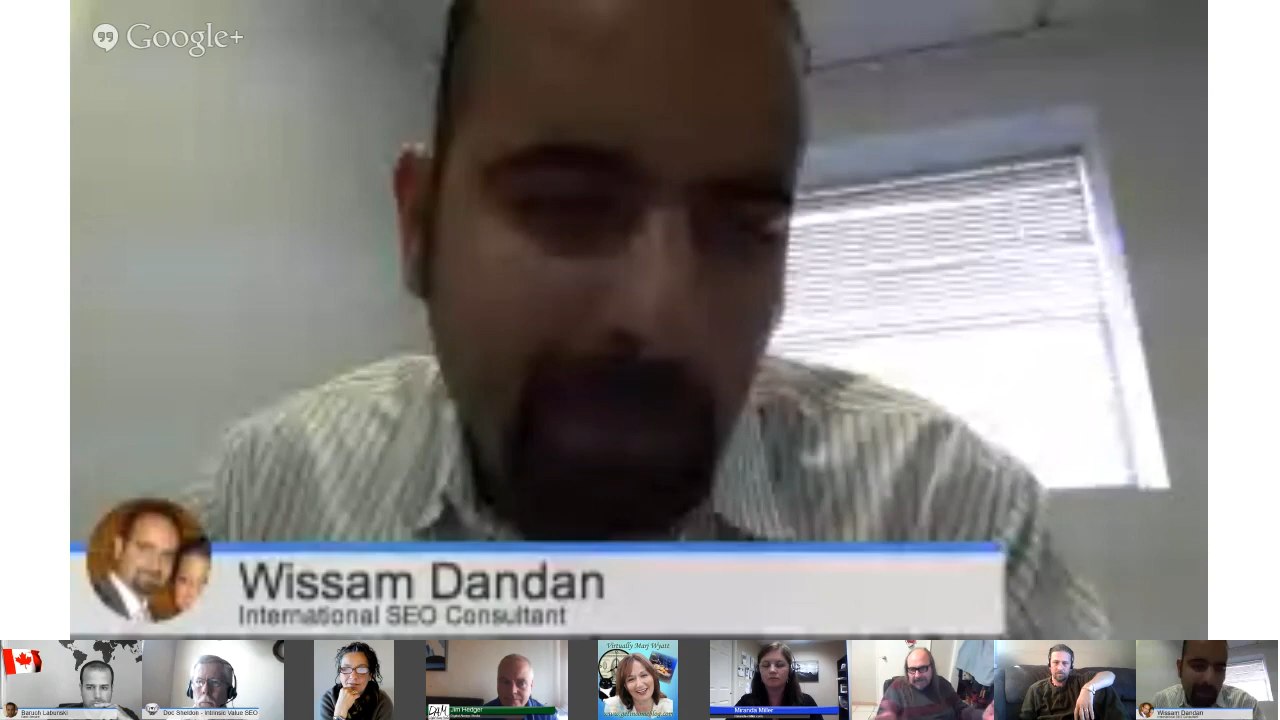 Google+
Wissam Dandan
International SEO Consultant
Virtually Marj Wyatt
Baruch Labunski
Doc Sheldon - Intrinsic Value SEO
Jim Hedger
Miranda Miller
Wissam Dandan